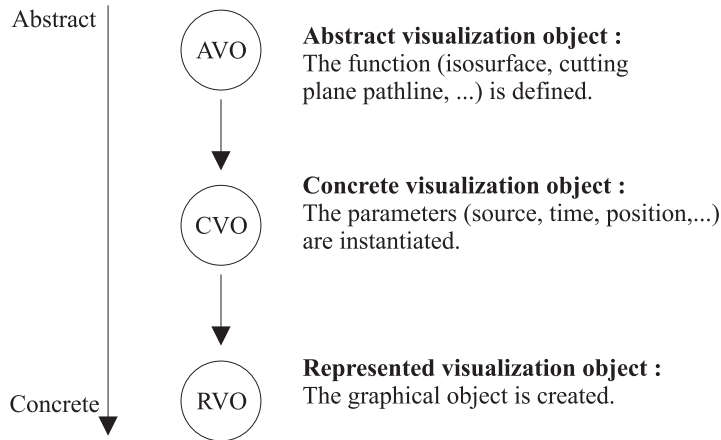 Abstract
AVO
Abstract visualization object :
The function (isosurface, cutting
plane pathline, ...) is defined.
CVO
Concrete visualization object :
The parameters (source, time, position,...)
are instantiated.
Concrete
RVO
Represented visualization object :
The graphical object is created.